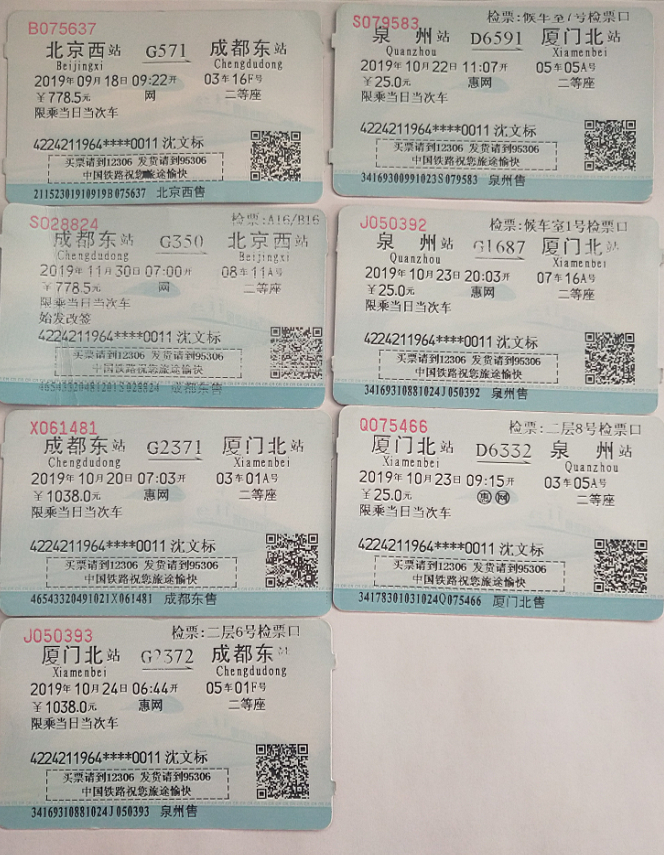 B075637
北京西站 G571 成都东站
Beijingxi Chengdudong
2019年09月18日09:22开 03车16F号
￥778.5元 网 二等座
限乘当日当次车
4224211964****0011 沈文标
买票请到12306 发货请到95306
中国铁路祝您旅途愉快
21152301910919B075637 北京西售
S028824 检票:A16/B16
成都东站 G350 北京西站
Chengdudong Beijingxi
2019年11月30日07:00开 08车11A号
￥778.5元 网 二等座
限乘当日当次车
始发改签
4224211964****0011 沈文标
买票请到12306 发货请到95306
中国铁路祝您旅途愉快
46543320481201S028824 成都东售
X061481
成都东站 G2371 厦门北站
Chengdudong Xiamenbei
2019年10月20日07:03开 03车01A号
￥1038.0元 惠网 二等座
限乘当日当次车
4224211964****0011 沈文标
买票请到12306 发货请到95306
中国铁路祝您旅途愉快
46543320491021X061481 成都东售
J050393 检票:二层6号检票口
厦门北站 G2372 成都东站
Xiamenbei Chengdudong
2019年10月24日06:44开 05车01F号
￥1038.0元 惠网 二等座
限乘当日当次车
4224211964****0011 沈文标
买票请到12306 发货请到95306
中国铁路祝您旅途愉快
34169310881024J050393 泉州售
S079583 检票:候车室1号检票口
泉州站 D6591 厦门北站
Quanzhou Xiamenbei
2019年10月22日11:07开 05车05A号
￥25.0元 惠网 二等座
限乘当日当次车
4224211964****0011 沈文标
买票请到12306 发货请到95306
中国铁路祝您旅途愉快
34169300991023S079583 泉州售
J050392 检票:候车室1号检票口
泉州站 G1687 厦门北站
Quanzhou Xiamenbei
2019年10月23日20:03开 07车16A号
￥25.0元 惠网 二等座
限乘当日当次车
4224211964****0011 沈文标
买票请到12306 发货请到95306
中国铁路祝您旅途愉快
34169310881024J050392 泉州售
Q075466 检票:二层8号检票口
厦门北站 D6332 泉州站
Xiamenbei Quanzhou
2019年10月23日09:15开 03车05A号
￥25.0元 惠网 二等座
限乘当日当次车
4224211964****0011 沈文标
买票请到12306 发货请到95306
中国铁路祝您旅途愉快
34178301031024Q075466 厦门北售